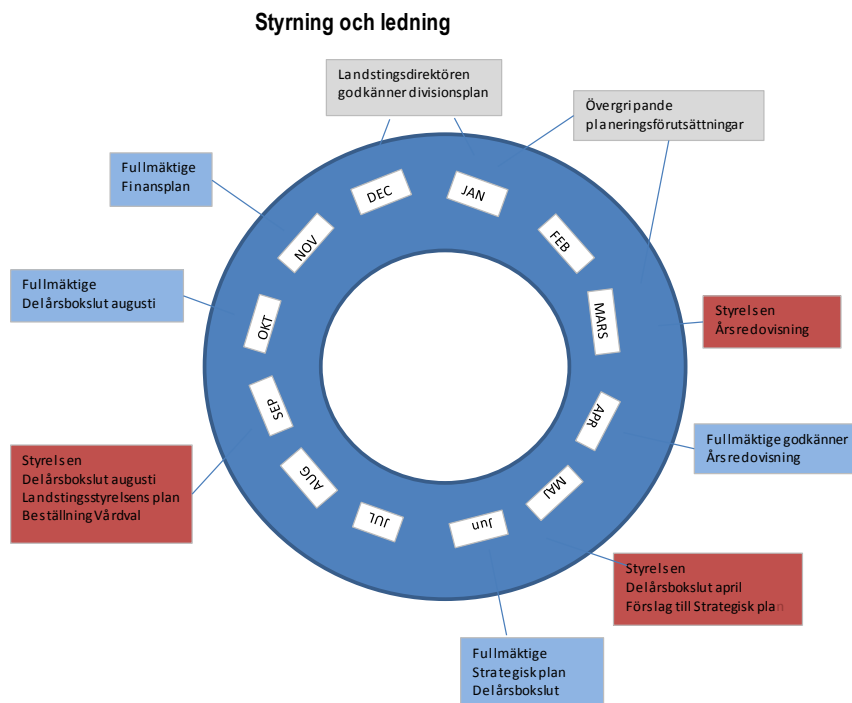 Styrning och ledning
Landstingsdirektören
godkänner divisionsplan
Övergripande
planeringsförutsättningar
Fullmäktige
Finansplan
DEC
JAN
NOV
FEB
Fullmäktige
Delårsbokslut augusti
OKT
MARS
Styrelsen
Årsredovisning
SEP
APR
Fullmäktige godkänner
Årsredovisning
Styrelsen
Delårsbokslut augusti
Landstingsstyrelsens plan
Beställning Vårdval
AUG
MAJ
JUL
Jun
Styrelsen
Delårsbokslut april
Förslag till Strategisk plan
Fullmäktige
Strategisk plan
Delårsbokslut